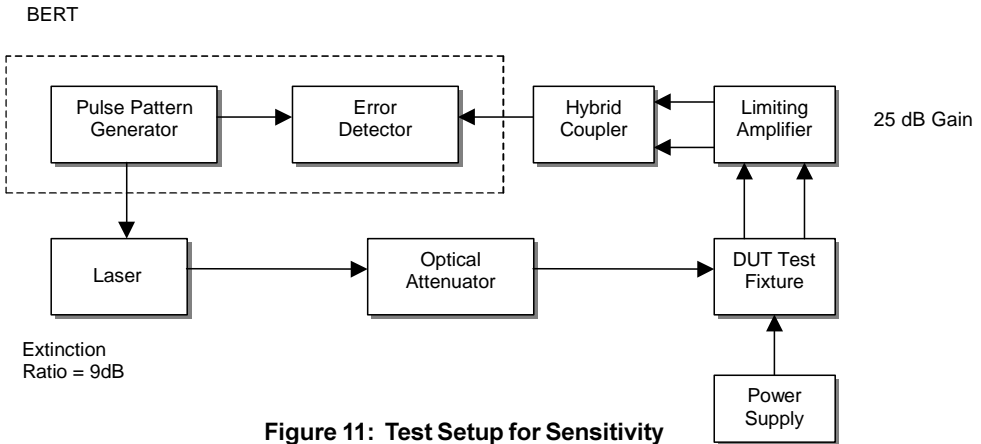 BERT
Pulse Pattern
Generator
Error
Detector
Hybrid
Coupler
Limiting
Amplifier
25 dB Gain
Laser
Optical
Attenuator
DUT Test
Fixture
Extinction
Ratio = 9dB
Power
Supply
Figure 11: Test Setup for Sensitivity